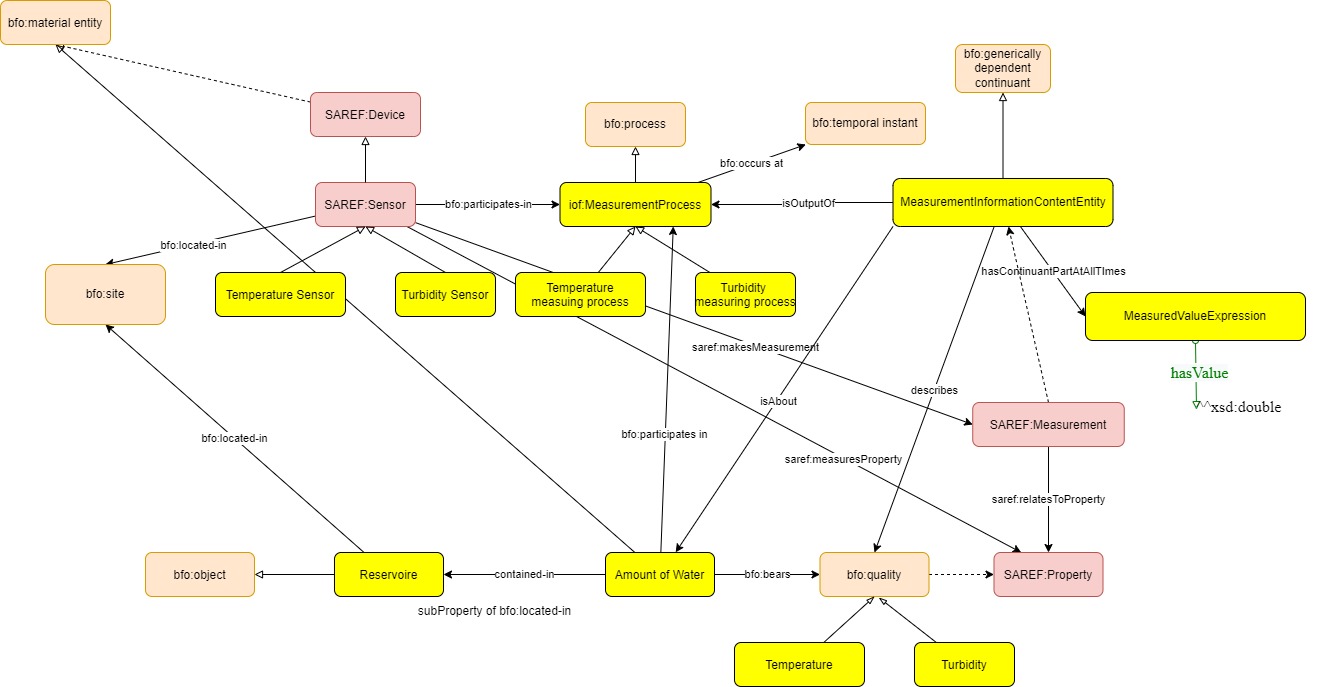 bfo:material entity
bfo:generically
dependent
continuant
SAREF:Device
bfo:process
bfo:temporal instant
bfo:occurs at
SAREF:Sensor
bfo:participates-in
iof:MeasurementProcess
isOutputOf
MeasurementInformationContentEntity
bfo:located-in
hasContinuantPartAtAllTImes
bfo:site
Temperature Sensor
Turbidity Sensor
Temperature
measuing process
Turbidity
measuring process
MeasuredValueExpression
saref:makesMeasurement
hasValue
describes
isAbout
^^xsd:double
SAREF:Measurement
bfo:located-in
bfo:participates in
saref:measuresProperty
saref:relatesToProperty
bfo:object
Reservoire
contained-in
Amount of Water
bfo:bears
bfo:quality
SAREF:Property
subProperty of bfo:located-in
Temperature
Turbidity